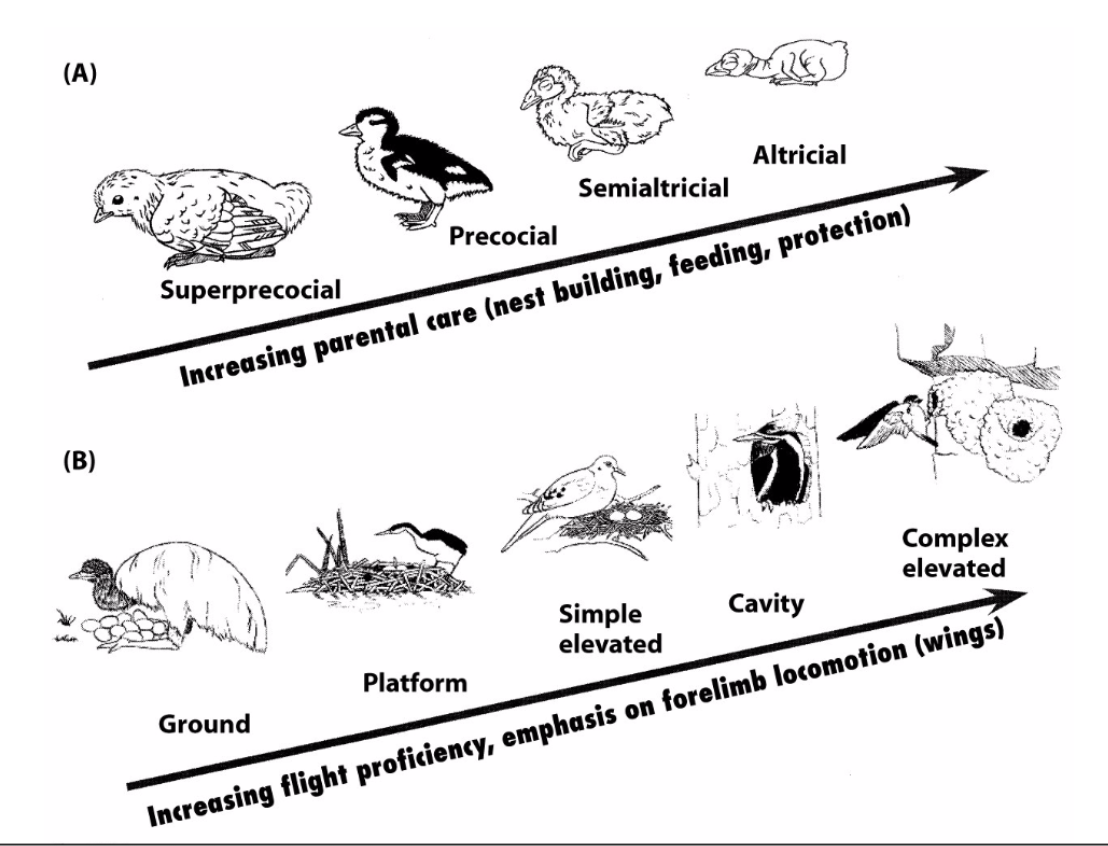 (A)
Altricial
Semialtricial
Precocial
Superprecocial
Increasing parental care (nest building, feeding, protection)
(B)
Complex
elevated
Cavity
Simple
elevated
Platform
Ground
Increasing flight proficiency, emphasis on forelimb locomotion (wings)